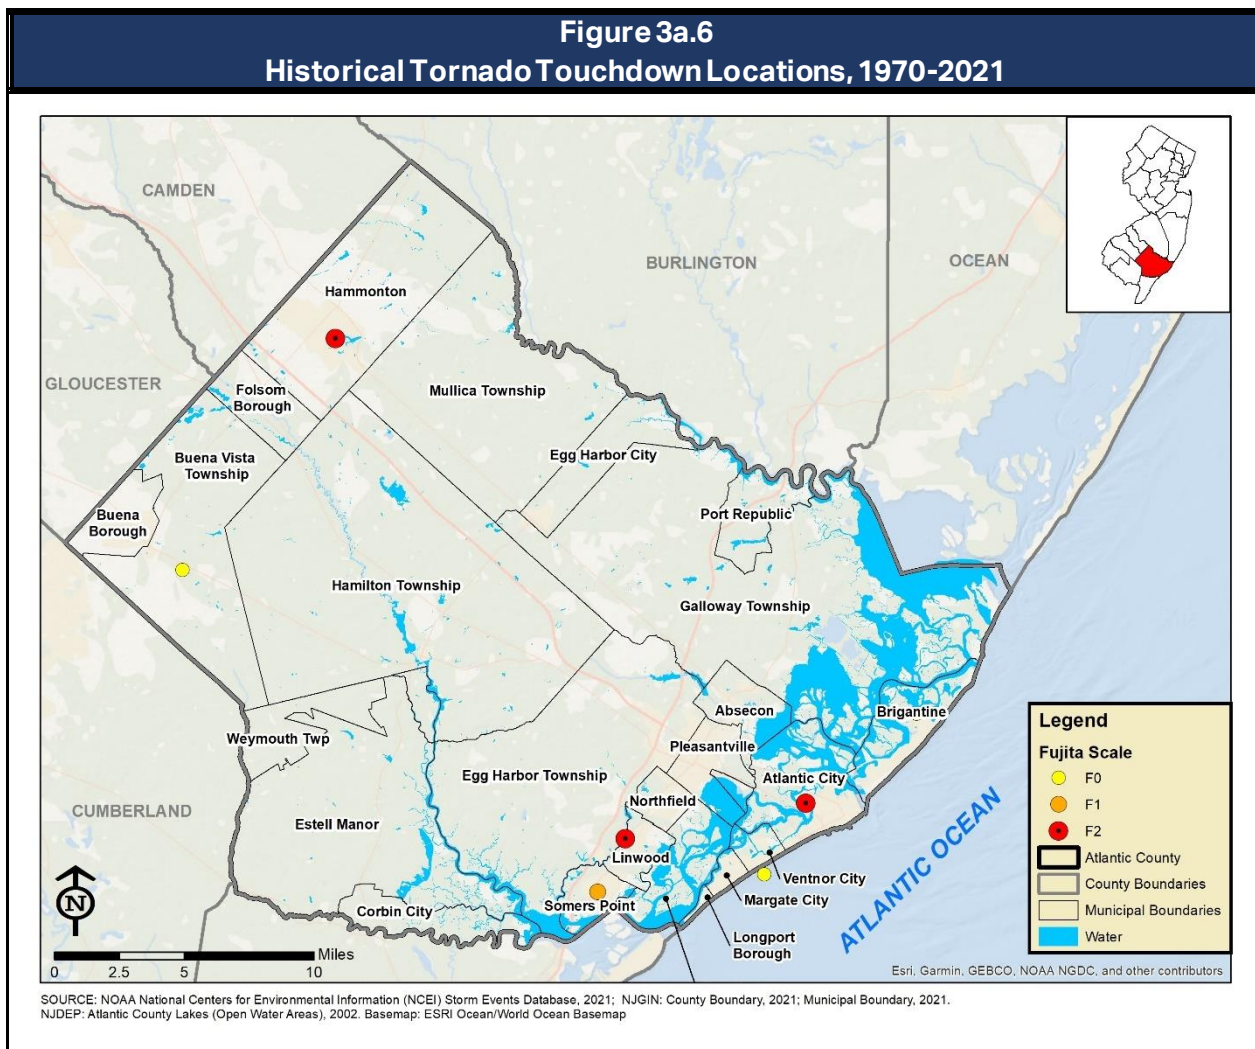 Figure 3a.6
Historical Tornado Touchdown Locations, 1970-2021
CAMDEN
BURLINGTON
OCEAN
Hammonton
GLOUCESTER
Folsom
Borough
Mullica Township
Buena Vista
Township
Egg Harbor City
Buena
Borough
Port Republic
Hamilton Township
Galloway Township
Absecon
Brigantine
Weymouth Twp
Pleasantville
Egg Harbor Township
Atlantic City
Northfield
CUMBERLAND
Estell Manor
Linwood
Ventnor City
Margate City
Somers Point
Corbin City
Longport
Borough
ATLANTIC OCEAN
N
Miles
0 2.5 5 10
Legend
Fujita Scale
F0
F1
F2
Atlantic County
County Boundaries
Municipal Boundaries
Water
Esri, Garmin, GEBCO, NOAA NGDC, and other contributors
SOURCE: NOAA National Centers for Environmental Information (NCEI) Storm Events Database, 2021; NJGIN: County Boundary, 2021; Municipal Boundary, 2021.
NJDEP: Atlantic County Lakes (Open Water Areas), 2002. Basemap: ESRI Ocean/World Ocean Basemap